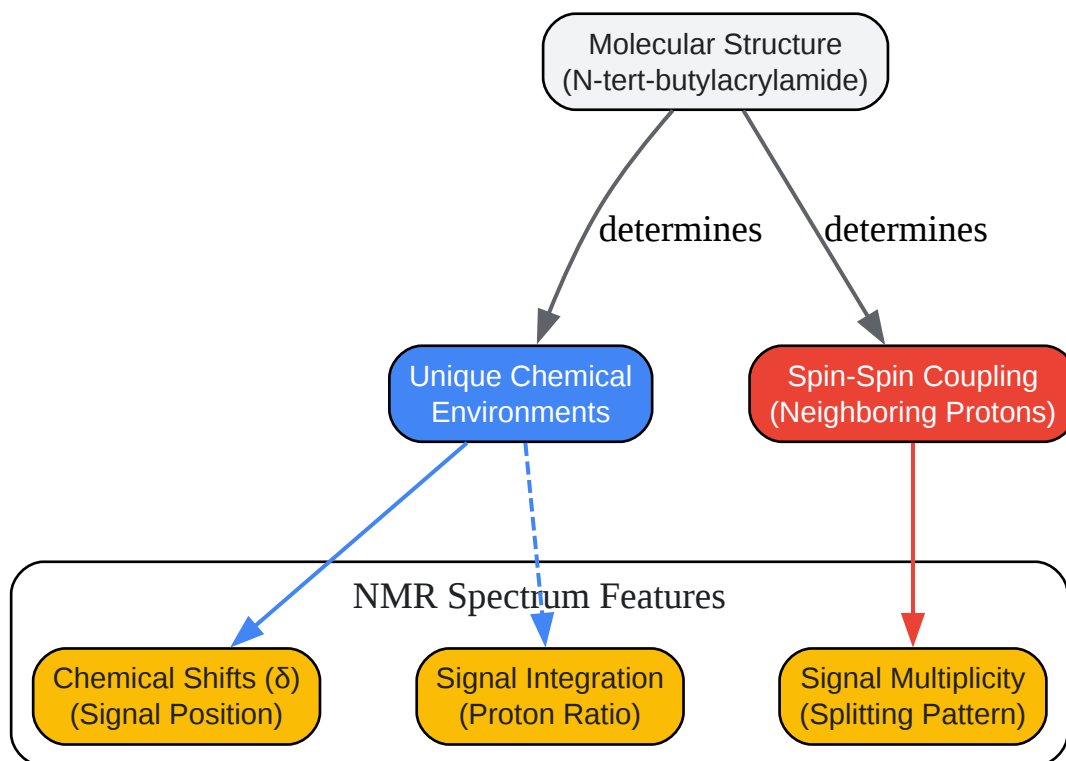 Molecular Structure
(N-tert-butylacrylamide)
determines
determines
Unique Chemical
Environments
Spin-Spin Coupling
(Neighboring Protons)
NMR Spectrum Features
Chemical Shifts (δ)
(Signal Position)
Signal Integration
(Proton Ratio)
Signal Multiplicity
(Splitting Pattern)